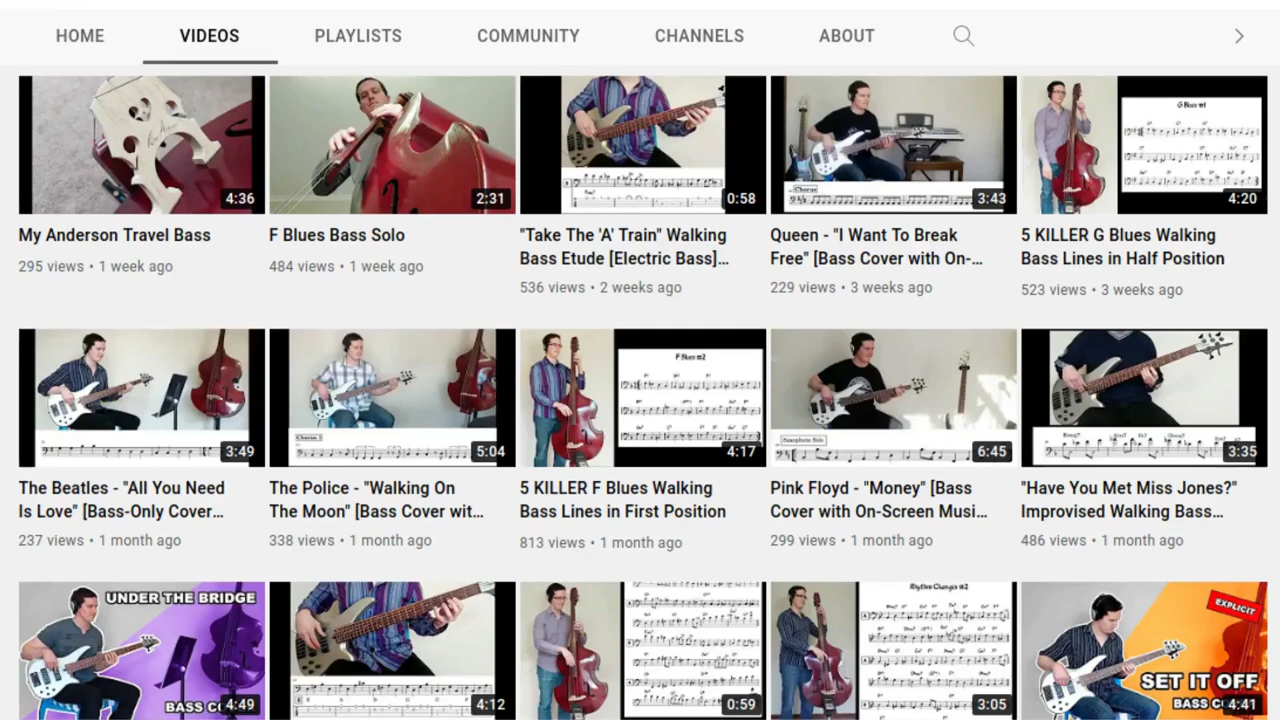 HOME VIDEOS PLAYLISTS COMMUNITY CHANNELS ABOUT
G Blues #1
4:36 2:31 0:58 3:43 4:20
Chorus
My Anderson Travel Bass
295 views • 1 week ago
F Blues Bass Solo
484 views • 1 week ago
"Take The 'A' Train" Walking
Bass Etude [Electric Bass]...
536 views • 2 weeks ago
Queen - "I Want To Break
Free" [Bass Cover with On-...
229 views • 3 weeks ago
5 KILLER G Blues Walking
Bass Lines in Half Position
523 views • 3 weeks ago
F Blues #2
Chorus 1
Saxophone Solo
3:49 5:04 4:17 6:45 3:35
The Beatles - "All You Need
Is Love" [Bass-Only Cover...
237 views • 1 month ago
The Police - "Walking On
The Moon" [Bass Cover wit...
338 views • 1 month ago
5 KILLER F Blues Walking
Bass Lines in First Position
813 views • 1 month ago
Pink Floyd - "Money" [Bass
Cover with On-Screen Musi...
299 views • 1 month ago
"Have You Met Miss Jones?"
Improvised Walking Bass...
486 views • 1 month ago
UNDER THE BRIDGE
BASS CO
4:49
4:12
0:59
Rhythm Changes #2
3:05
EXPLICIT
SET IT OFF
BASS CO
4:41